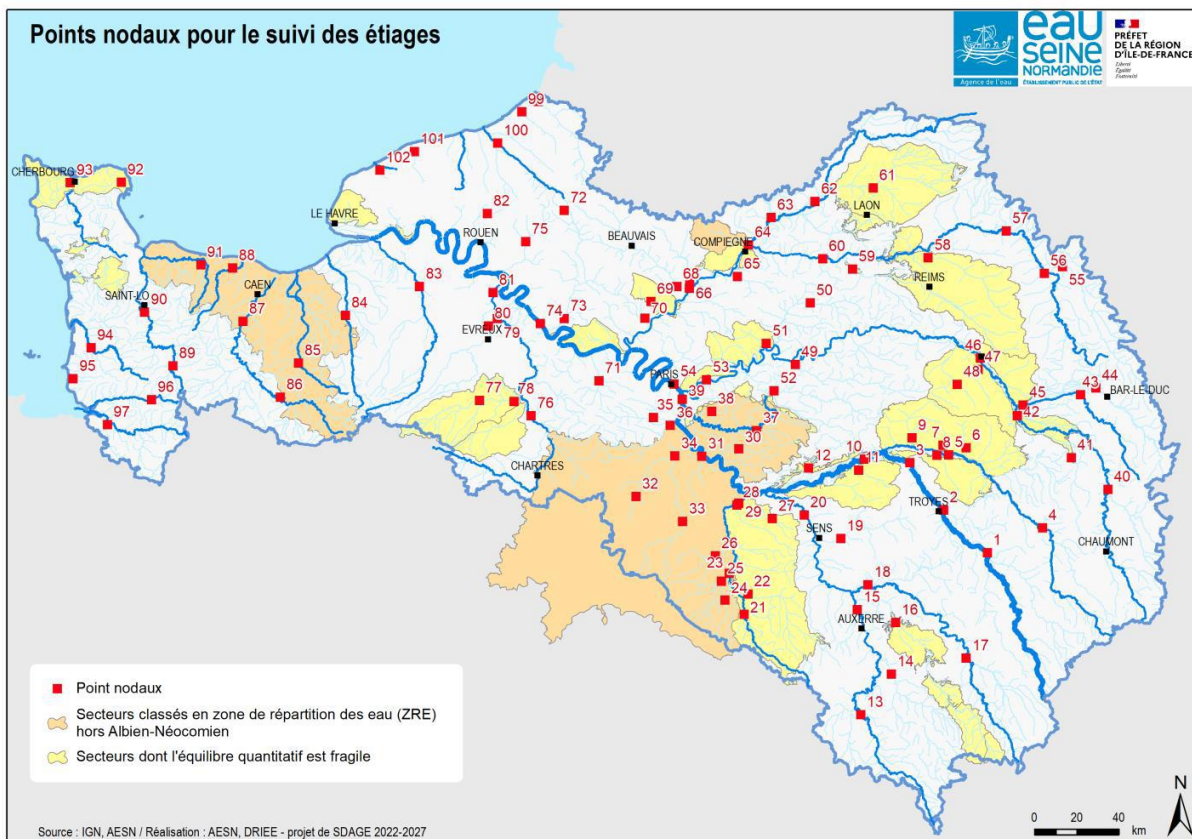 Points nodaux pour le suivi des étiages
eau
SEINE
NORMANDIE
Agence de l'eau
ÉTABLISSEMENT PUBLIC DE L'ÉTAT
PRÉFET
DE LA RÉGION
D'ÎLE-DE-FRANCE
Liberté
Égalité
Fraternité
99
100
101
102
CHERBOURG
93
92
LE HAVRE
82
72
ROUEN
75
BEAUVAIS
COMPIEGNE
62
63
64
61
LAON
57
60
59
58
56
55
REIMS
91
88
CAEN
83
81
SAINT-LO
90
87
84
80
EVREUX
79
74
73
68
69
66
70
65
50
51
94
95
89
85
86
96
97
77
78
76
71
PARIS
54
53
49
52
46
47
48
39
35
36
38
37
45
42
43
44
BAR-LE-DUC
CHARTRES
34
31
30
12
10
11
9
7
8
5
6
3
41
40
32
33
28
29
27
20
SENS
19
TROYES
2
1
4
CHAUMONT
26
23
25
24
22
21
18
15
AUXERRE
16
14
17
13
Point nodaux
Secteurs classés en zone de répartition des eau (ZRE)
hors Albien-Néocomien
Secteurs dont l'équilibre quantitatif est fragile
N
0 20 40
km
Source : IGN, AESN / Réalisation : AESN, DRIEE - projet de SDAGE 2022-2027